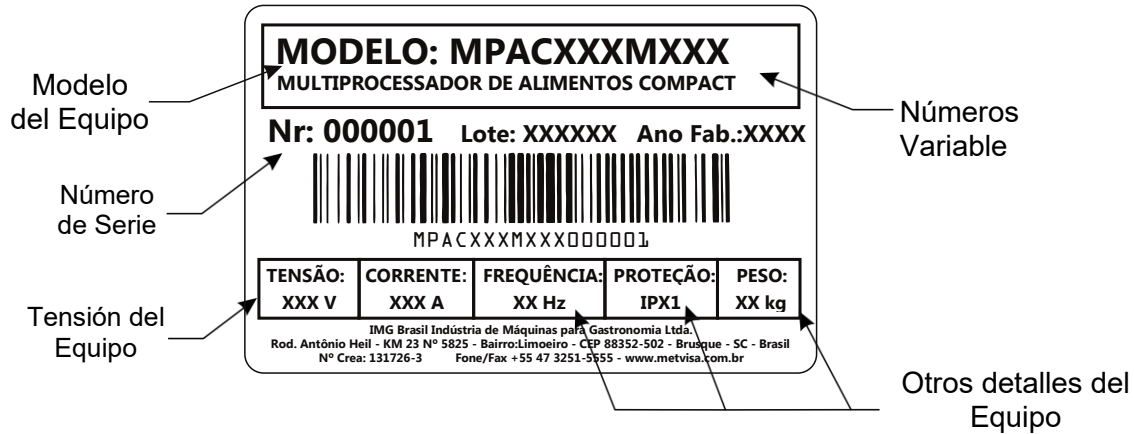 MODELO: MPACXXXMXXX
MULTIPROCESSADOR DE ALIMENTOS COMPACT
Modelo
del Equipo
Números
Variable
Nr: 000001 Lote: XXXXXX Ano Fab.:XXXX
Número
de Serie
MPACXXXMXXX000001
TENSÃO: CORRENTE: FREQUÊNCIA: PROTEÇÃO: PESO:
XXX V XXX A XX Hz IPX1 XX kg
Tensión del
Equipo
IMG Brasil Indústria de Máquinas para Gastronomia Ltda.
Rod. Antônio Heil - KM 23 Nº 5825 - Bairro:Limoeiro - CEP 88352-502 - Brusque - SC - Brasil
Nº Crea: 131726-3 Fone/Fax +55 47 3251-5555 - www.metvisa.com.br
Otros detalles del
Equipo